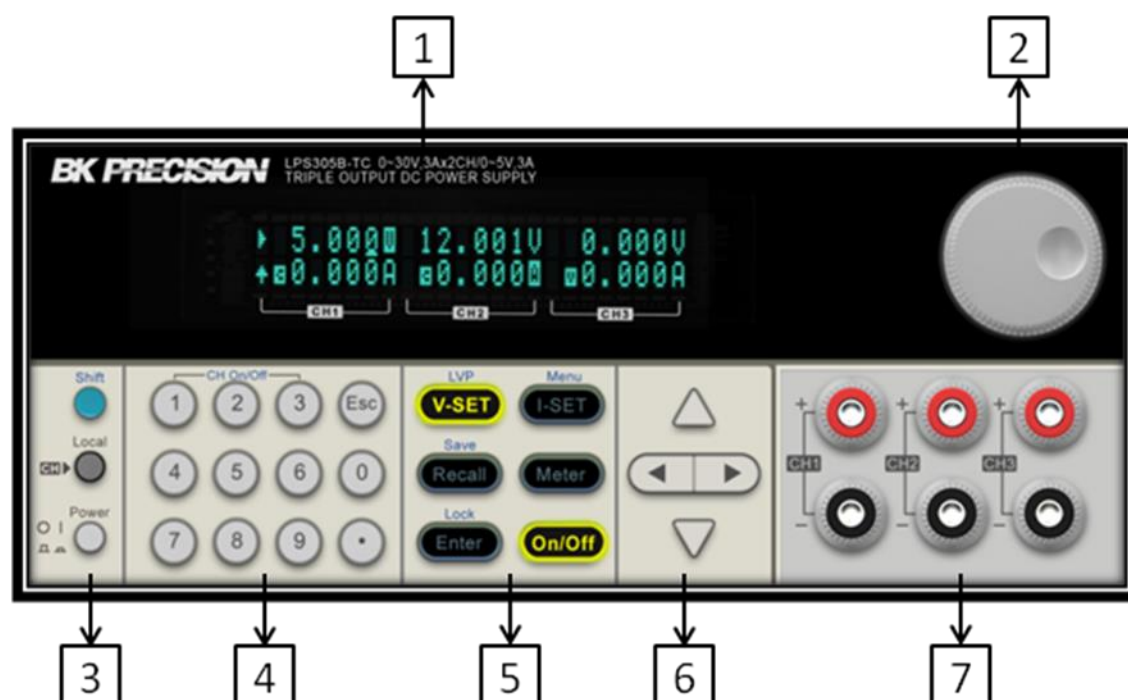 1 2
BK PRECISION LPS305B-TC 0~30V,3Ax2CH/0~5V,3A
TRIPLE OUTPUT DC POWER SUPPLY
5.000V 12.001V 0.000V
C0.000A C0.000A V0.000A
CH1 CH2 CH3
Shift
Local
CH
Power
O I
CH On/Off
1 2 3 Esc
4 5 6 0
7 8 9 •
LVP Menu
V-SET I-SET
Save
Recall Meter
Lock
Enter On/Off
+ + +
CH1 CH2 CH3
- - -
3 4 5 6 7